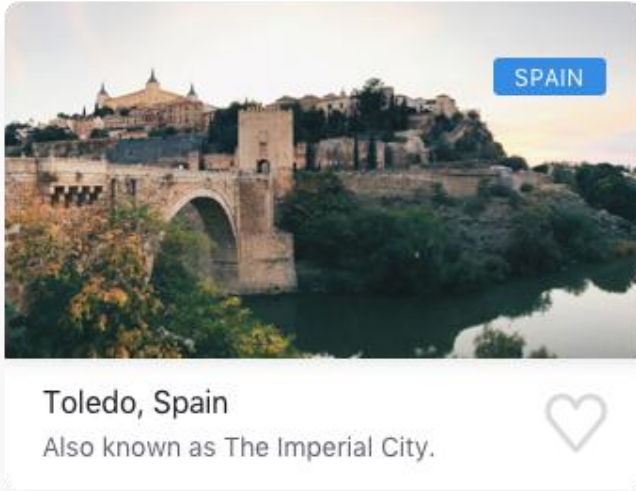 SPAIN
Toledo, Spain
Also known as The Imperial City.